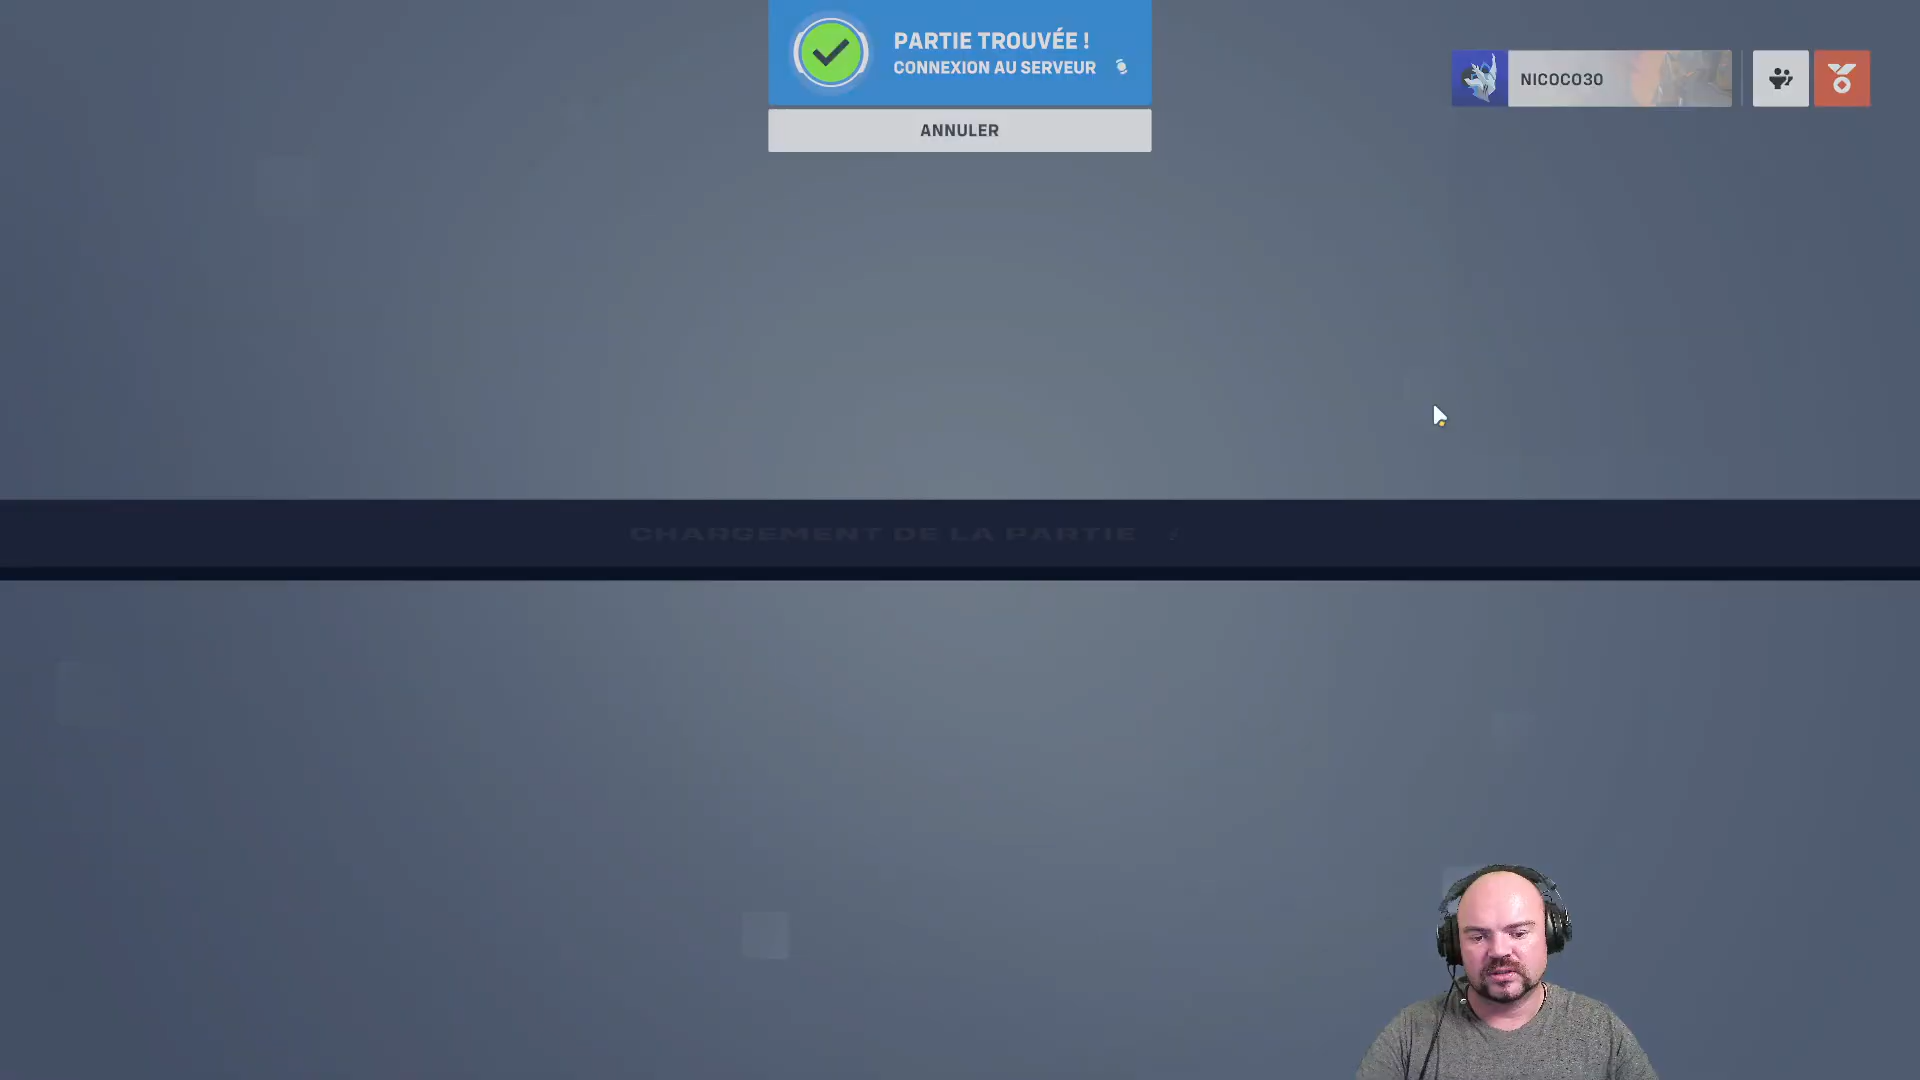 PARTIE TROUVÉE !
CONNEXION AU SERVEUR
ANNULER
NICOCO30
CHARGEMENT DE LA PARTIE